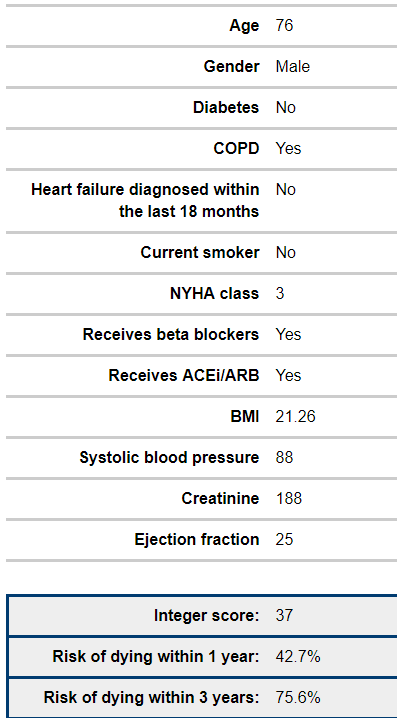 Age 76
Gender Male
Diabetes No
COPD Yes
Heart failure diagnosed within No
the last 18 months
Current smoker No
NYHA class 3
Receives beta blockers Yes
Receives ACEi/ARB Yes
BMI 21.26
Systolic blood pressure 88
Creatinine 188
Ejection fraction 25
Integer score: 37
Risk of dying within 1 year: 42.7%
Risk of dying within 3 years: 75.6%